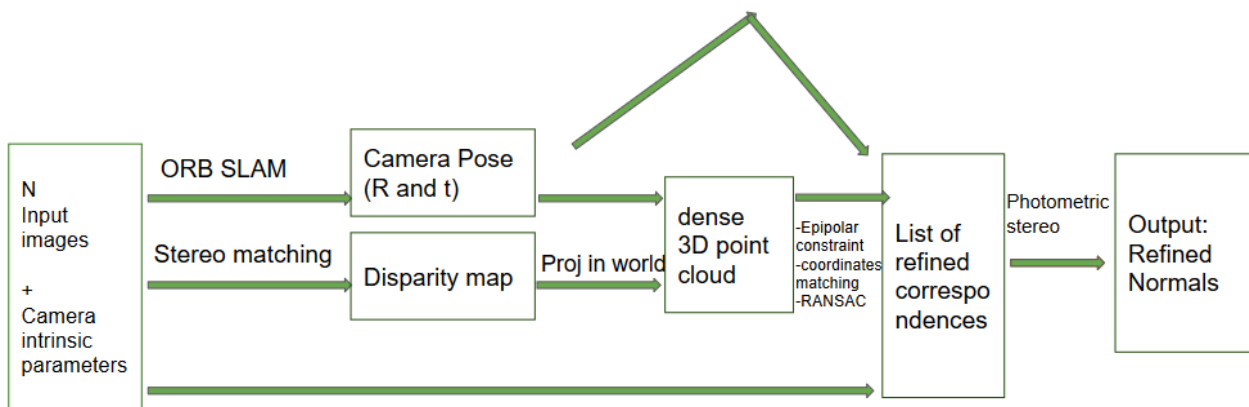 N
Input
images
+
Camera
intrinsic
parameters
ORB SLAM
Stereo matching
Camera Pose
(R and t)
Disparity map
Proj in world
dense
3D point
cloud
-Epipolar
constraint
-coordinates
matching
-RANSAC
List of
refined
correspo
ndences
Photometric
stereo
Output:
Refined
Normals